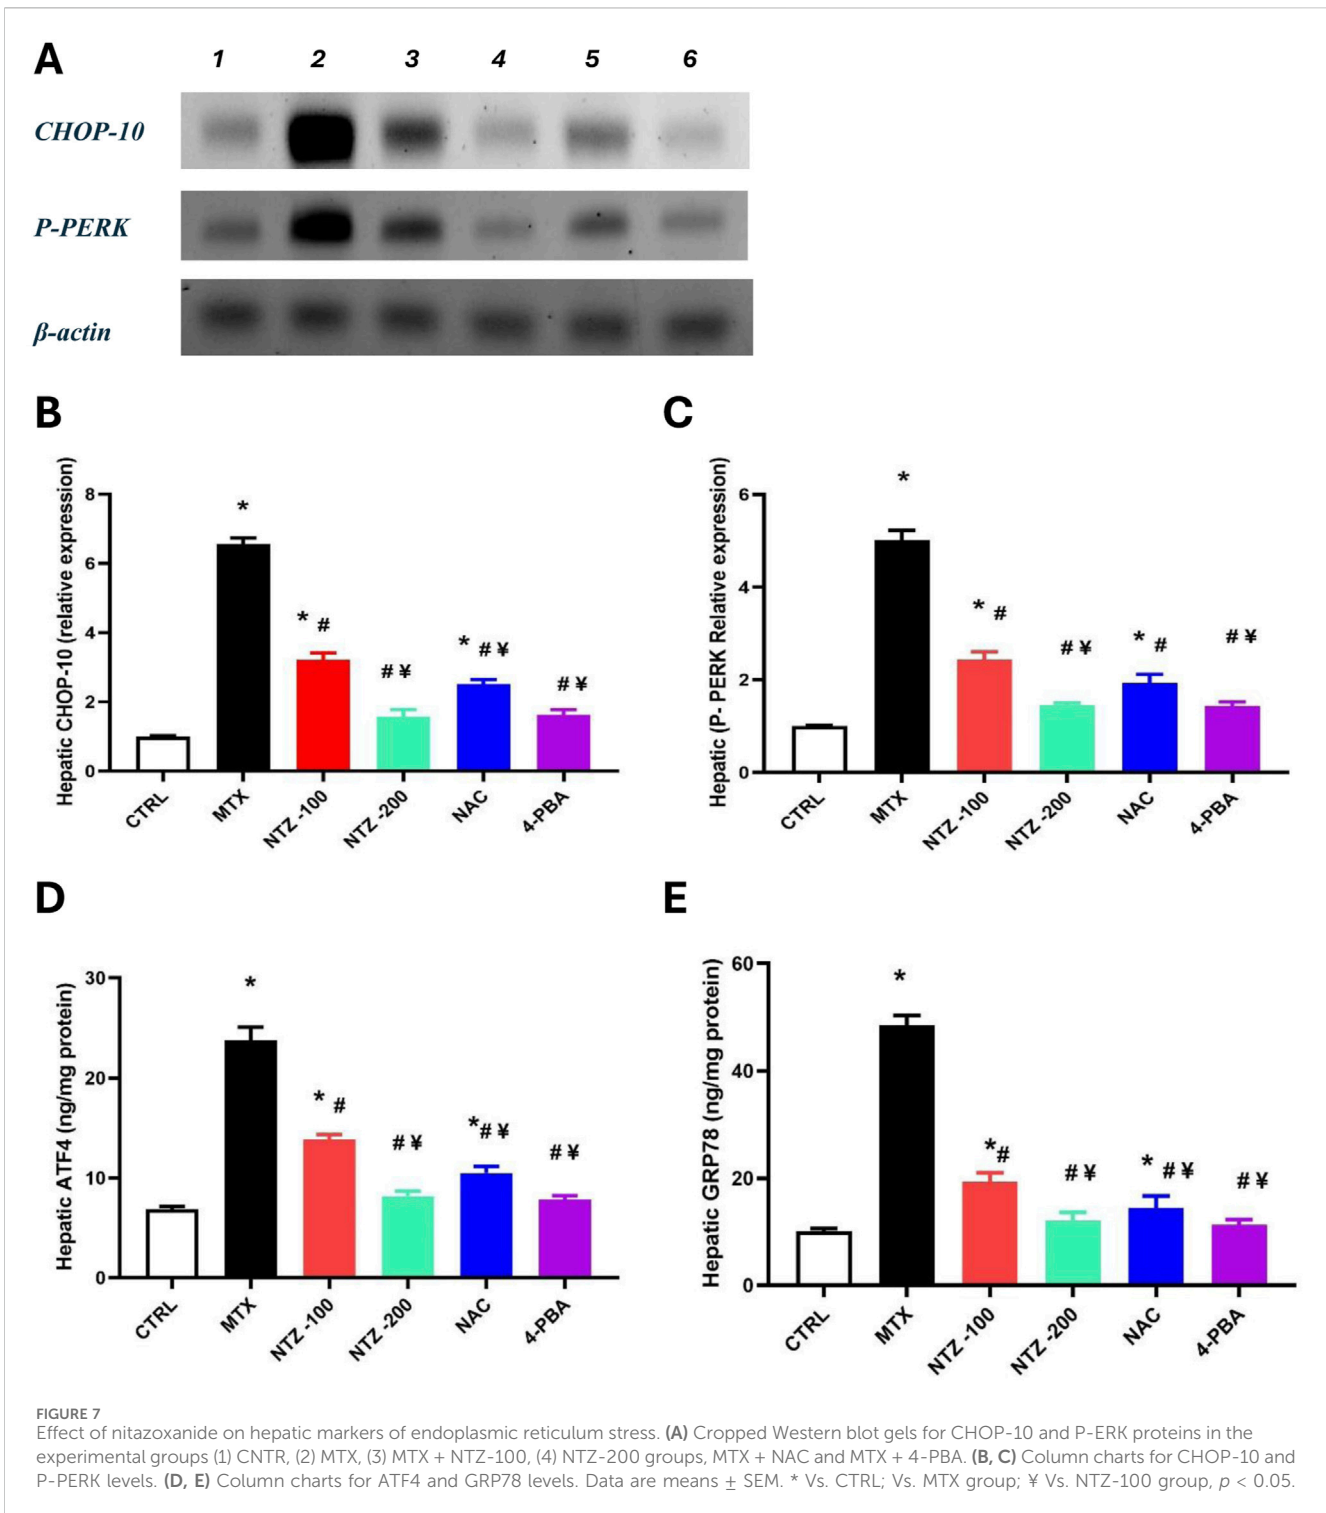 A
1 2 3 4 5 6
CHOP-10
P-PERK
β-actin
B
Hepatic CHOP-10 (relative expression)
8
6
4
2
0
*
* #
# ¥
* # ¥
# ¥
CTRL
MTX
NTZ -100
NTZ -200
NAC
4-PBA
C
Hepatic (P- PERK Relative expression)
6
4
2
0
*
* #
# ¥
* #
# ¥
CTRL
MTX
NTZ -100
NTZ -200
NAC
4-PBA
D
Hepatic ATF4 (ng/mg protein)
30
20
10
0
*
* #
# ¥
*# ¥
# ¥
CTRL
MTX
NTZ -100
NTZ -200
NAC
4-PBA
E
Hepatic GRP78 (ng/mg protein)
60
40
20
0
*
*#
# ¥
* # ¥
# ¥
CTRL
MTX
NTZ -100
NTZ -200
NAC
4-PBA
FIGURE 7
Effect of nitazoxanide on hepatic markers of endoplasmic reticulum stress. (A) Cropped Western blot gels for CHOP-10 and P-ERK proteins in the
experimental groups (1) CNTR, (2) MTX, (3) MTX + NTZ-100, (4) NTZ-200 groups, MTX + NAC and MTX + 4-PBA. (B, C) Column charts for CHOP-10 and
P-PERK levels. (D, E) Column charts for ATF4 and GRP78 levels. Data are means ± SEM. * Vs. CTRL; Vs. MTX group; ¥ Vs. NTZ-100 group, p < 0.05.